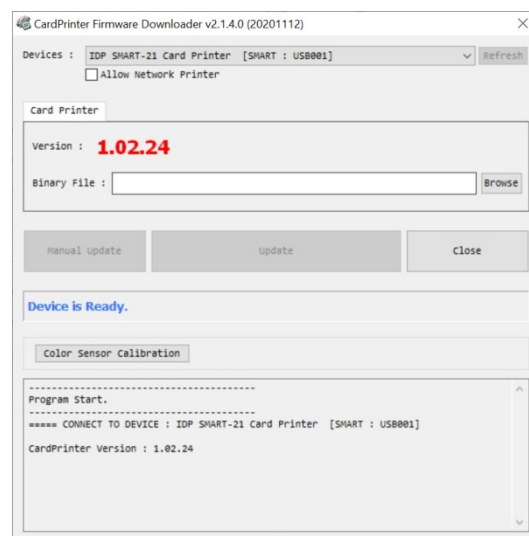 CardPrinter Firmware Downloader v2.1.4.0 (20201112)
Devices : IDP SMART-21 Card Printer [SMART : USB001] Refresh
Allow Network Printer
Card Printer
Version : 1.02.24
Binary File : Browse
Manual Update Update Close
Device is Ready.
Color Sensor Calibration
----------------------------------------
Program Start.
----------------------------------------
===== CONNECT TO DEVICE : IDP SMART-21 Card Printer [SMART : USB001]
CardPrinter Version : 1.02.24